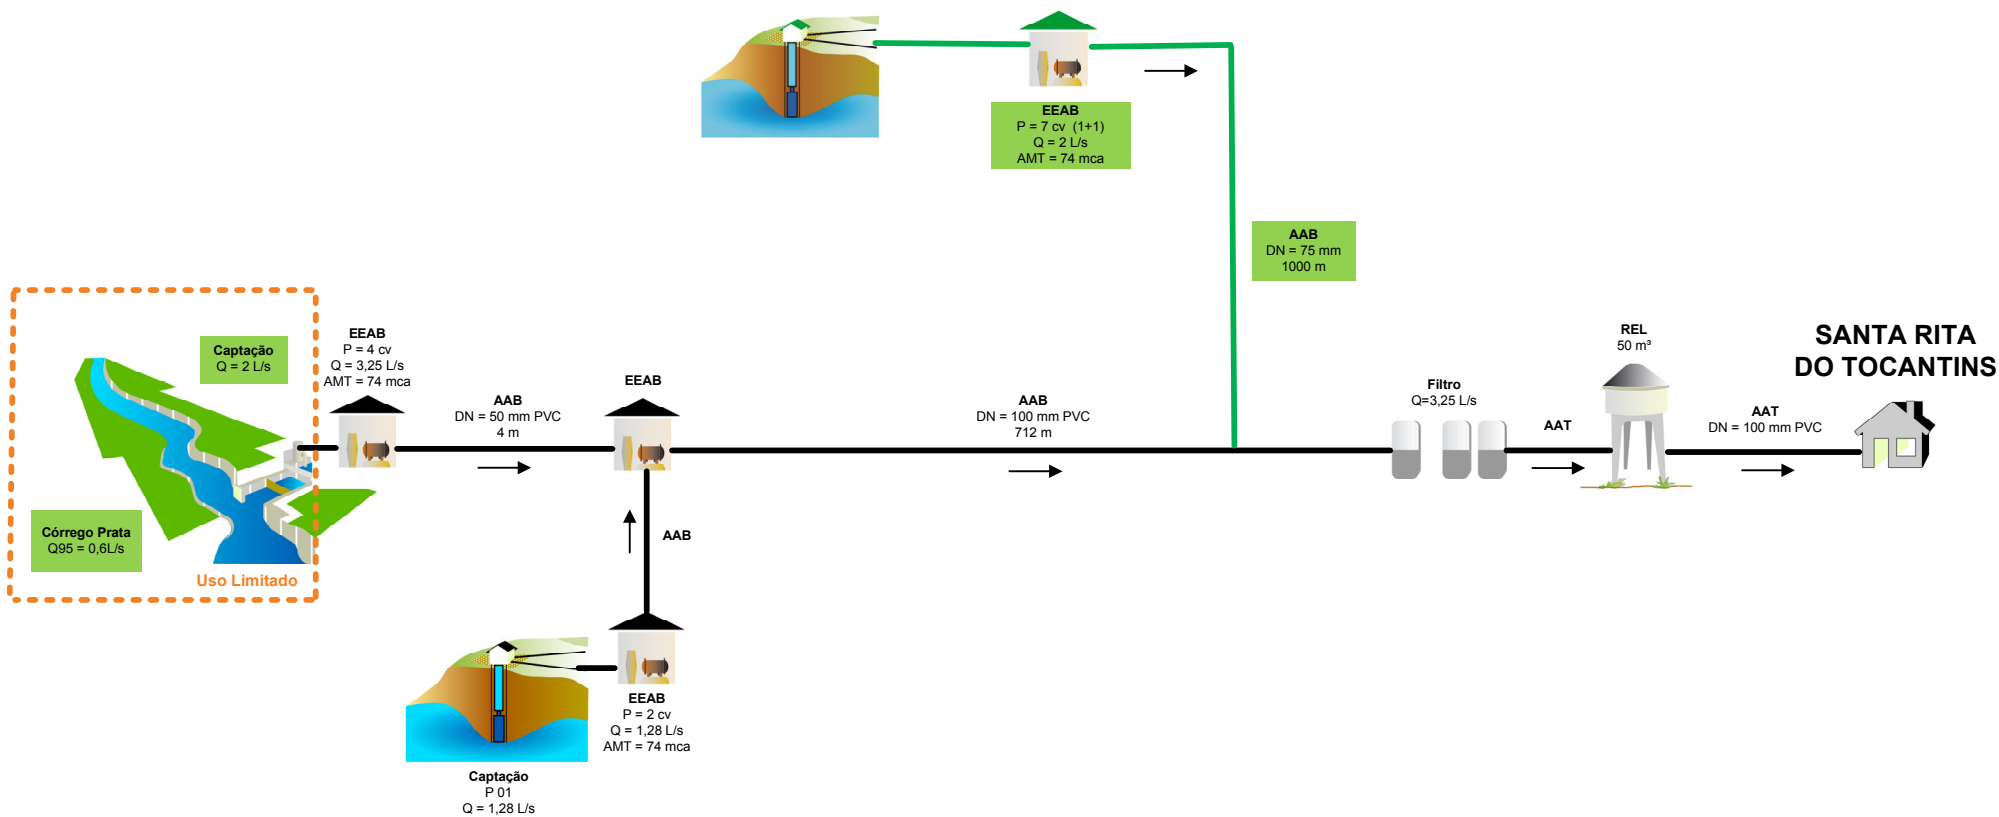 EEAB
P = 7 cv (1+1)
Q = 2 L/s
AMT = 74 mca
AAB
DN = 75 mm
1000 m
Captação
Q = 2 L/s
Córrego Prata
Q95 = 0,6L/s
Uso Limitado
EEAB
P = 4 cv
Q = 3,25 L/s
AMT = 74 mca
AAB
DN = 50 mm PVC
4 m
EEAB
AAB
EEAB
P = 2 cv
Q = 1,28 L/s
AMT = 74 mca
Captação
P 01
Q = 1,28 L/s
AAB
DN = 100 mm PVC
712 m
Filtro
Q=3,25 L/s
AAT
REL
50 m³
AAT
DN = 100 mm PVC
SANTA RITA
DO TOCANTINS